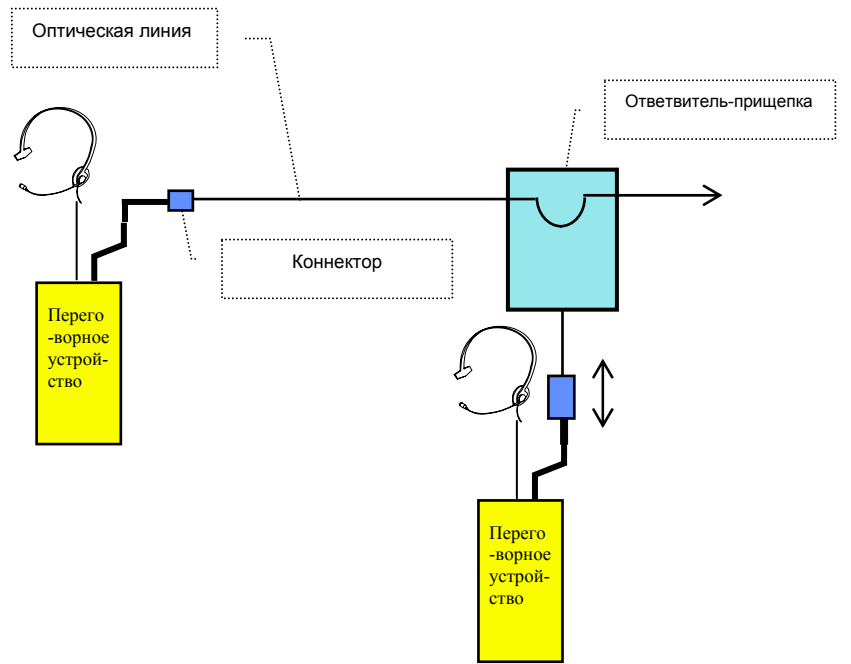 Оптическая линия
Ответвитель-прищепка
Коннектор
Перего
-ворное
устрой-
ство
Перего
-ворное
устрой-
ство